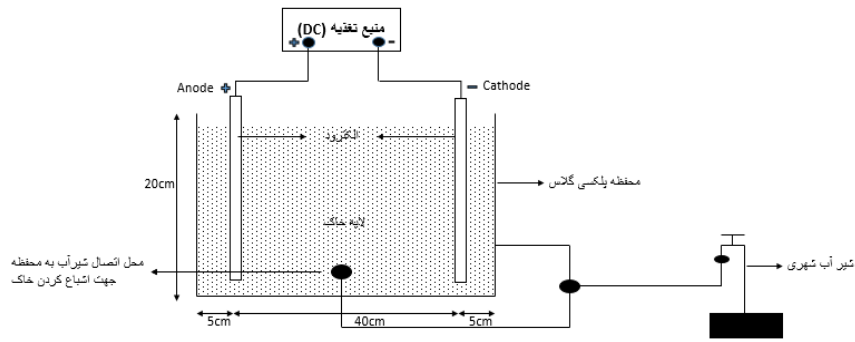 منبع تغذیه (DC)
+ -
Anode +
- Cathode
الکترود
20cm
محفظه پلکسی گلاس
لایه خاک
محل اتصال شیرآب به محفظه
جهت اشباع کردن خاک
شیر آب شهری
5cm
40cm
5cm